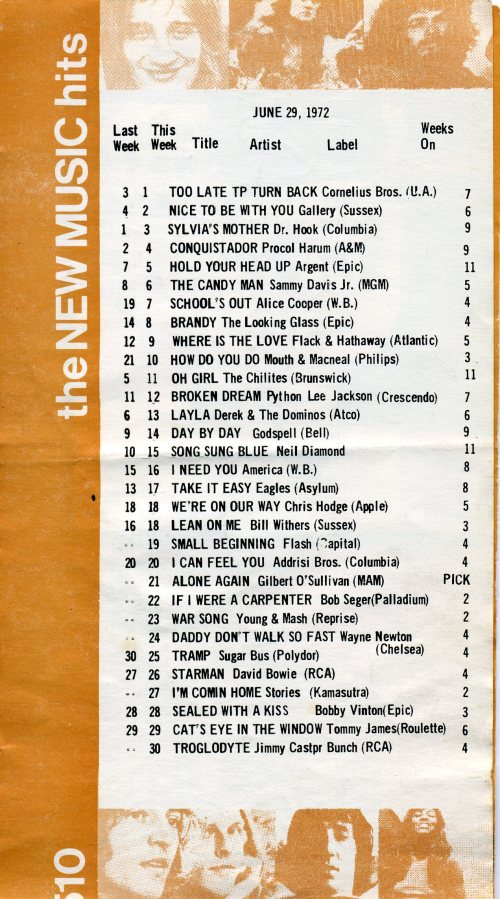 the NEW MUSIC hits
JUNE 29, 1972
Last Week This Week Title Artist Label Weeks On
3 1 TOO LATE TP TURN BACK Cornelius Bros. (U.A.) 7
4 2 NICE TO BE WITH YOU Gallery (Sussex) 6
1 3 SYLVIA'S MOTHER Dr. Hook (Columbia) 9
2 4 CONQUISTADOR Procol Harum (A&M) 9
7 5 HOLD YOUR HEAD UP Argent (Epic) 11
8 6 THE CANDY MAN Sammy Davis Jr. (MGM) 5
19 7 SCHOOL'S OUT Alice Cooper (W.B.) 4
14 8 BRANDY The Looking Glass (Epic) 4
12 9 WHERE IS THE LOVE Flack & Hathaway (Atlantic) 5
21 10 HOW DO YOU DO Mouth & Macneal (Philips) 3
5 11 OH GIRL The Chilites (Brunswick) 11
11 12 BROKEN DREAM Python Lee Jackson (Crescendo) 7
6 13 LAYLA Derek & The Dominos (Atco) 6
9 14 DAY BY DAY Godspell (Bell) 9
10 15 SONG SUNG BLUE Neil Diamond 11
15 16 I NEED YOU America (W.B.) 8
13 17 TAKE IT EASY Eagles (Asylum) 8
18 18 WE'RE ON OUR WAY Chris Hodge (Apple) 5
16 18 LEAN ON ME Bill Withers (Sussex) 3
-- 19 SMALL BEGINNING Flash (Capital) 4
20 20 I CAN FEEL YOU Addrisi Bros. (Columbia) 4
-- 21 ALONE AGAIN Gilbert O'Sullivan (MAM) PICK
-- 22 IF I WERE A CARPENTER Bob Seger(Palladium) 2
-- 23 WAR SONG Young & Mash (Reprise) 2
-- 24 DADDY DON'T WALK SO FAST Wayne Newton 4
(Chelsea)
30 25 TRAMP Sugar Bus (Polydor) 4
27 26 STARMAN David Bowie (RCA) 4
-- 27 I'M COMIN HOME Stories (Kamasutra) 2
28 28 SEALED WITH A KISS Bobby Vinton(Epic) 3
29 29 CAT'S EYE IN THE WINDOW Tommy James(Roulette) 6
-- 30 TROGLODYTE Jimmy Castpr Bunch (RCA) 4
510